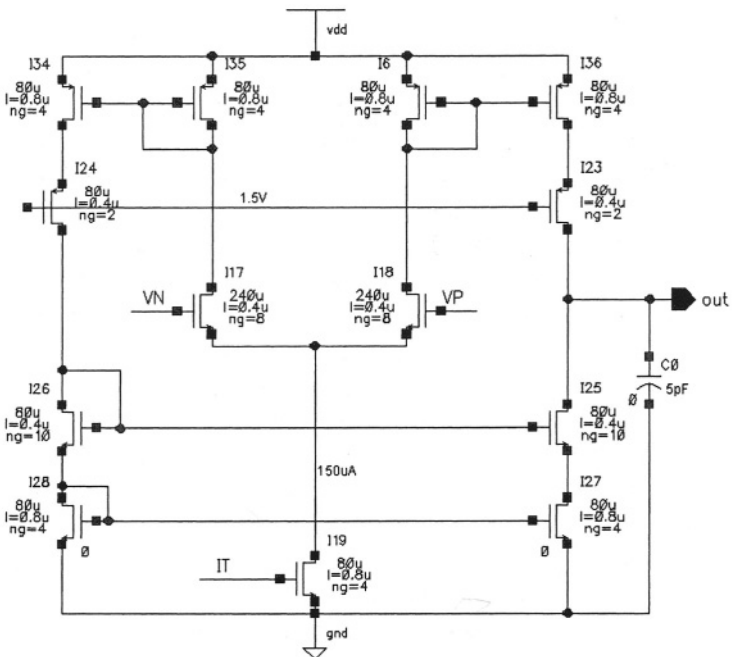 vdd
I34
80u
l=0.8u
ng=4
I35
80u
l=0.8u
ng=4
I6
80u
l=0.8u
ng=4
I36
80u
l=0.8u
ng=4
I24
80u
l=0.4u
ng=2
1.5V
I23
80u
l=0.4u
ng=2
VN
I17
240u
l=0.4u
ng=8
I18
240u
l=0.4u
ng=8
VP
out
C0
5pF
0
I26
80u
l=0.4u
ng=10
I25
80u
l=0.4u
ng=10
150uA
I28
80u
l=0.8u
ng=4
0
I27
80u
l=0.8u
ng=4
0
IT
I19
80u
l=0.8u
ng=4
gnd